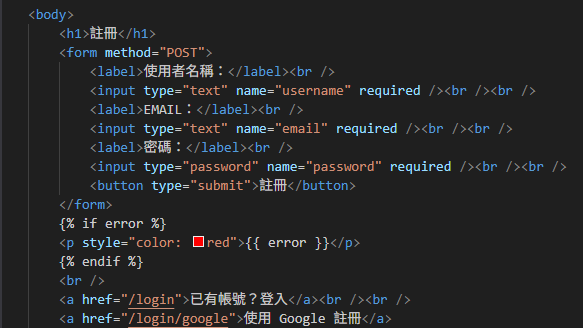 <body>
<h1>註冊</h1>
<form method="POST">
<label>使用者名稱：</label><br />
<input type="text" name="username" required /><br /><br />
<label>EMAIL：</label><br />
<input type="text" name="email" required /><br /><br />
<label>密碼：</label><br />
<input type="password" name="password" required /><br /><br />
<button type="submit">註冊</button>
</form>
{% if error %}
<p style="color: red">{{ error }}</p>
{% endif %}
<br />
<a href="/login">已有帳號？登入</a><br /><br />
<a href="/login/google">使用 Google 註冊</a>